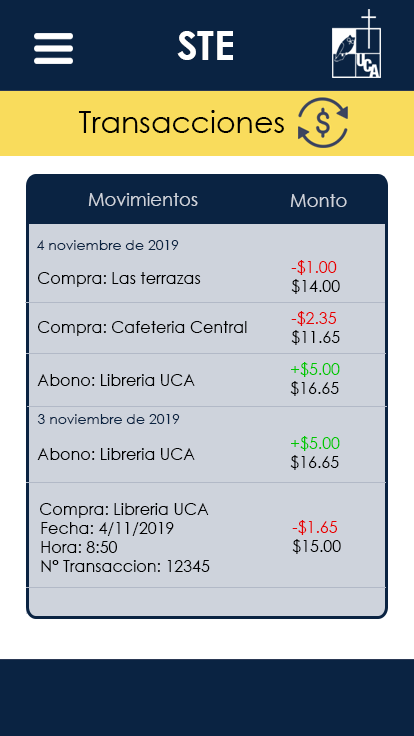 STE
UCA
Transacciones $
Movimientos Monto
4 noviembre de 2019
-$1.00
Compra: Las terrazas
$14.00
-$2.35
Compra: Cafeteria Central
$11.65
+$5.00
Abono: Libreria UCA
$16.65
3 noviembre de 2019
+$5.00
Abono: Libreria UCA
$16.65
Compra: Libreria UCA
Fecha: 4/11/2019
-$1.65
Hora: 8:50
$15.00
Nº Transaccion: 12345